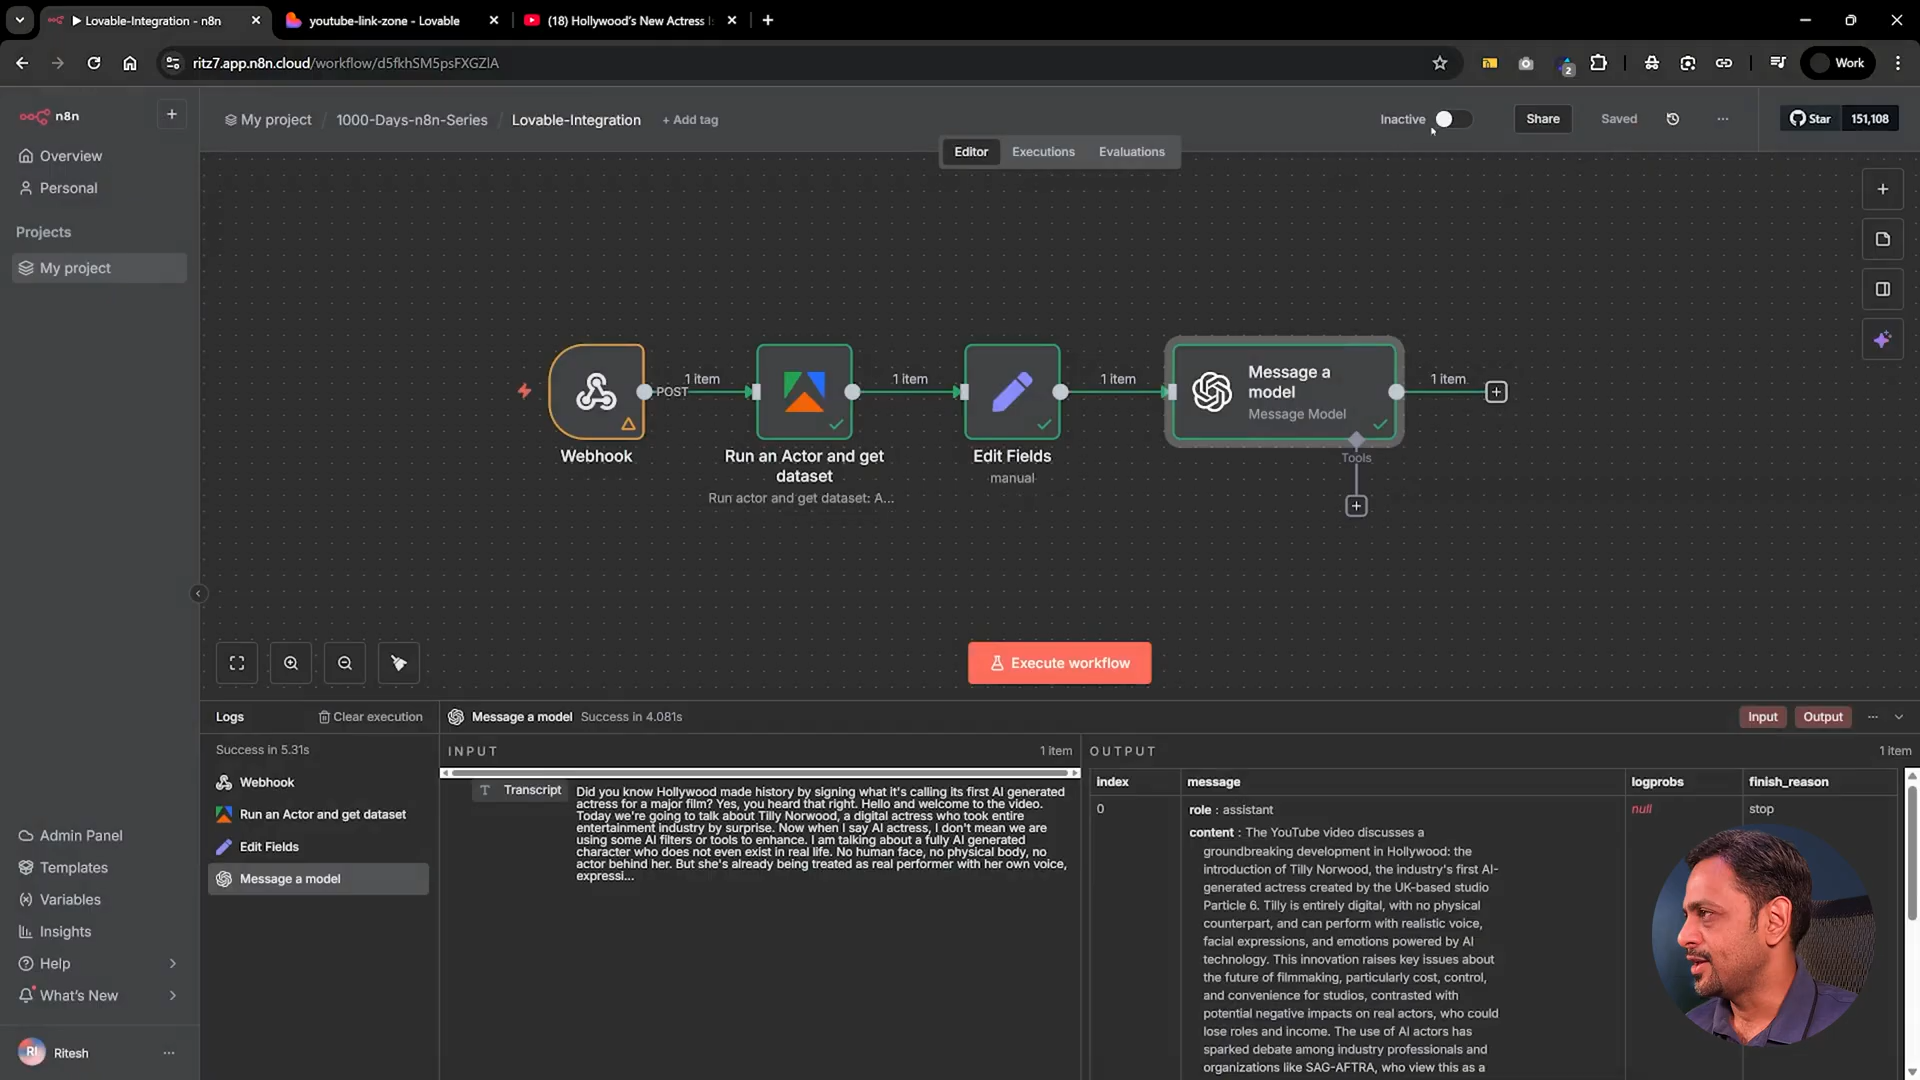 Lovable-Integration - n8n
youtube-link-zone - Lovable
(18) Hollywood's New Actress
ritz7.app.n8n.cloud/workflow/d5fkhSM5psFXGZlA
2
Work
n8n
My project / 1000-Days-n8n-Series / Lovable-Integration + Add tag
Inactive
Share
Saved
Star 151,108
Editor Executions Evaluations
Overview
Personal
Projects
My project
POST
1 item
1 item
1 item
Message a
model
Message Model
1 item
Webhook
Run an Actor and get
dataset
Run actor and get dataset: A...
Edit Fields
manual
Tools
Execute workflow
Admin Panel
Templates
Variables
Insights
Help
What's New
RI Ritesh
Logs
Clear execution
Success in 5.31s
Webhook
Run an Actor and get dataset
Edit Fields
Message a model
Message a model Success in 4.081s
Input
Output
INPUT
1 item
T Transcript
Did you know Hollywood made history by signing what it's calling its first AI generated
actress for a major film? Yes, you heard that right. Hello and welcome to the video.
Today we're going to talk about Tilly Norwood, a digital actress who took entire
entertainment industry by surprise. Now when I say AI actress, I don't mean we are
using some AI filters or tools to enhance. I am talking about a fully AI generated
character who does not even exist in real life. No human face, no physical body, no
actor behind her. But she's already being treated as real performer with her own voice,
expressi...
OUTPUT
1 item
index
message
logprobs
finish_reason
0
role : assistant
null
stop
content : The YouTube video discusses a
groundbreaking development in Hollywood: the
introduction of Tilly Norwood, the industry's first AI-
generated actress created by the UK-based studio
Particle 6. Tilly is entirely digital, with no physical
counterpart, and can perform with realistic voice,
facial expressions, and emotions powered by AI
technology. This innovation raises key issues about
the future of filmmaking, particularly cost, control,
and convenience for studios, contrasted with
potential negative impacts on real actors, who could
lose roles and income. The use of AI actors has
sparked debate among industry professionals and
organizations like SAG-AFTRA, who view this as a